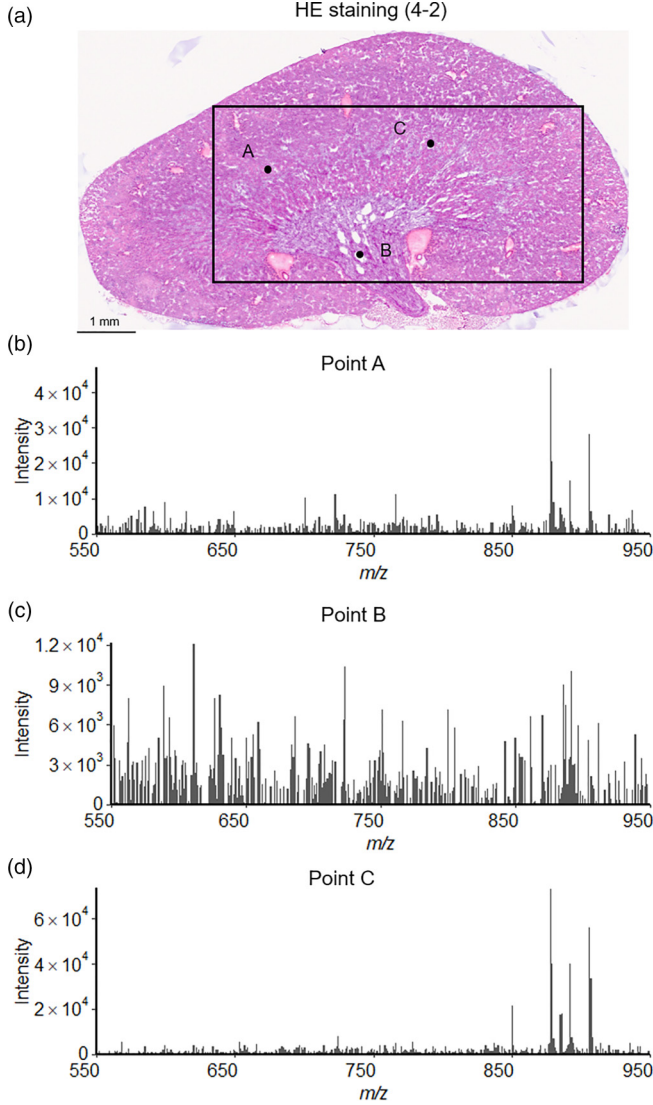 (a)
HE staining (4-2)
A
C
B
1 mm
(b)
Point A
Intensity
4 × 10⁴
3 × 10⁴
2 × 10⁴
1 × 10⁴
0
550 650 750 850 950
m/z
(c)
Point B
Intensity
1.2 × 10⁴
9 × 10³
6 × 10³
3 × 10³
0
550 650 750 850 950
m/z
(d)
Point C
Intensity
6 × 10⁴
4 × 10⁴
2 × 10⁴
0
550 650 750 850 950
m/z